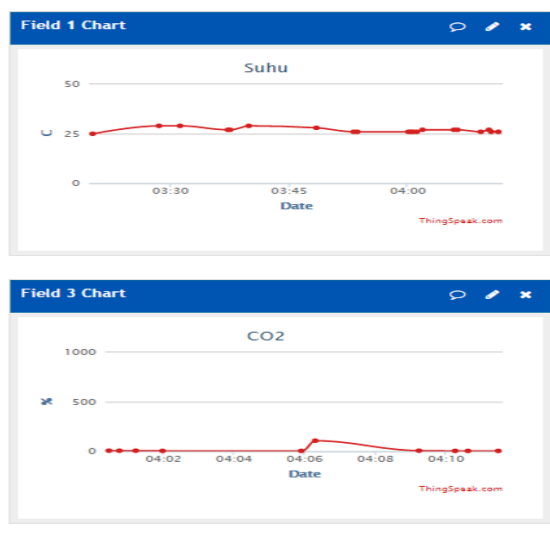 Field 1 Chart
Suhu
50
25
0
C
03:30 03:45 04:00
Date
ThingSpeak.com
Field 3 Chart
CO2
1000
500
0
%
04:02 04:04 04:06 04:08 04:10
Date
ThingSpeak.com